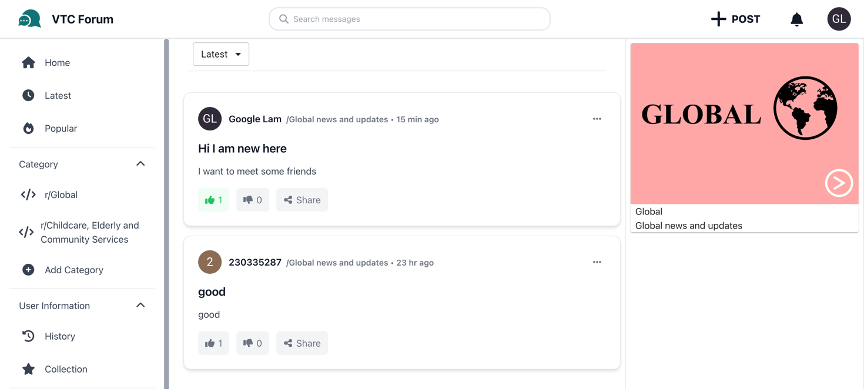 VTC Forum
Search messages
POST
GL
Home
Latest
Popular
Category
r/Global
r/Childcare, Elderly and
Community Services
Add Category
User Information
History
Collection
Latest
GL Google Lam /Global news and updates • 15 min ago
Hi I am new here
I want to meet some friends
1 0 Share
2 230335287 /Global news and updates • 23 hr ago
good
good
1 0 Share
GLOBAL
Global
Global news and updates